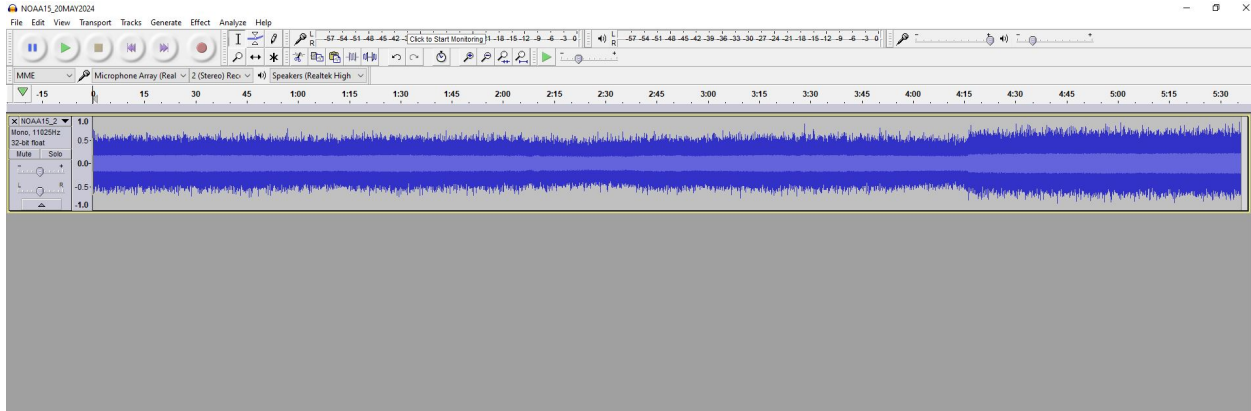 NOAA15_20MAY2024
File Edit View Transport Tracks Generate Effect Analyze Help
L R -57 -54 -51 -48 -45 -42 Click to Start Monitoring -18 -15 -12 -9 -6 -3 0 L R -57 -54 -51 -48 -45 -42 -39 -36 -33 -30 -27 -24 -21 -18 -15 -12 -9 -6 -3 0
MME Microphone Array (Real 2 (Stereo) Reco Speakers (Realtek High
-15 0 15 30 45 1:00 1:15 1:30 1:45 2:00 2:15 2:30 2:45 3:00 3:15 3:30 3:45 4:00 4:15 4:30 4:45 5:00 5:15 5:30
X NOAA15_2 1.0
Mono, 11025Hz
32-bit float 0.5
Mute Solo
- + 0.0
L R -0.5
-1.0